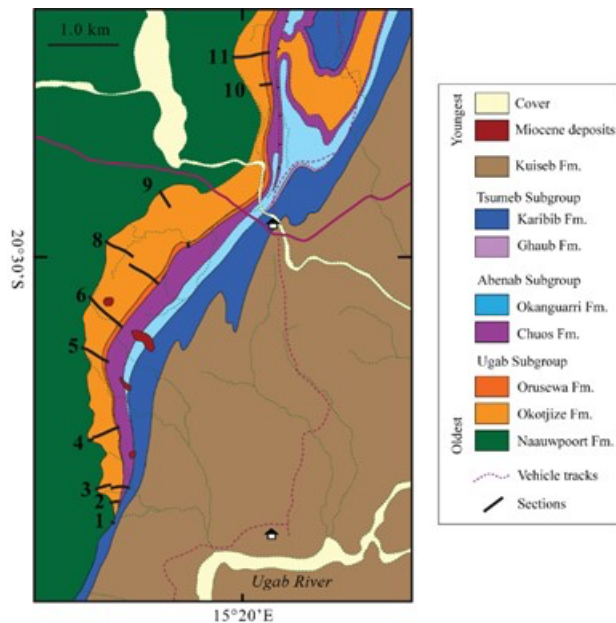 1.0 km
11
10
9
8
6
5
4
3
2
1
20°30'S
15°20'E
Ugab River
Youngest
Oldest
Cover
Miocene deposits
Kuiseb Fm.
Tsumeb Subgroup
Karibib Fm.
Ghaub Fm.
Abenab Subgroup
Okanguarri Fm.
Chuos Fm.
Ugab Subgroup
Orusewa Fm.
Okotjize Fm.
Naauwpoort Fm.
Vehicle tracks
Sections